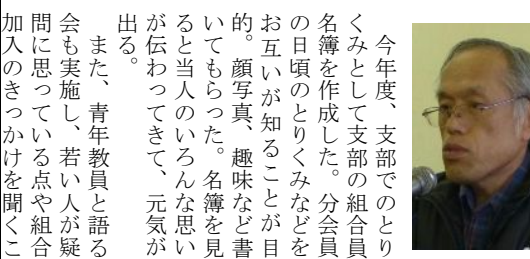 今年度、支部でのとり
くみとして支部の組合員
名簿を作成した。分会員
の日頃のとりくみなどを
お互いが知ることが目
的。顔写真、趣味など書
いてもらった。名簿を見
ると当人のいろんな思い
が伝わってきて、元気が
出る。
また、青年教員と語る
会も実施し、若い人が疑
問に思っている点や組合
加入のきっかけを聞くこ